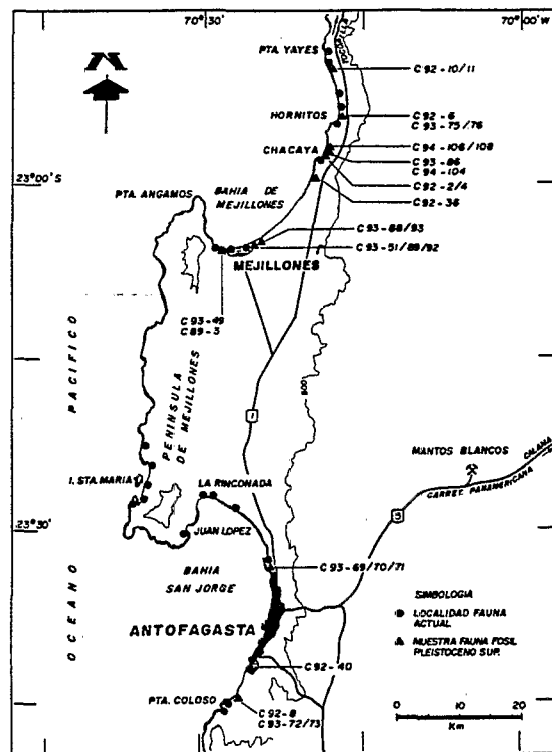 70°30'
70°00' W
N
PTA. YAYES
TOCOPILLA
C 92-10/11
HORNITOS
C 92-6
C 93-75/76
CHACAYA
C 94-106/108
C 93-86
C 94-104
23°00'S
C 92-2/4
PTA. ANGAMOS
BAHIA DE
MEJILLONES
C 92-36
C 93-88/93
C 93-51/89/92
MEJILLONES
C 93-49
C 89-3
PACIFICO
PENINSULA
DE MEJILLONES
500
1
MANTOS BLANCOS
CALAMA
CARRET. PANAMERICANA
5
I. STA. MARIA
LA RINCONADA
23°30'
JUAN LOPEZ
C 93-69/70/71
BAHIA
SAN JORGE
SIMBOLOGIA
LOCALIDAD FAUNA
ACTUAL
OCEANO
ANTOFAGASTA
MUESTRA FAUNA FOSIL
PLEISTOCENO SUP.
C 92-40
PTA. COLOSO
C 92-8
C 93-72/73
0 10 20
Km